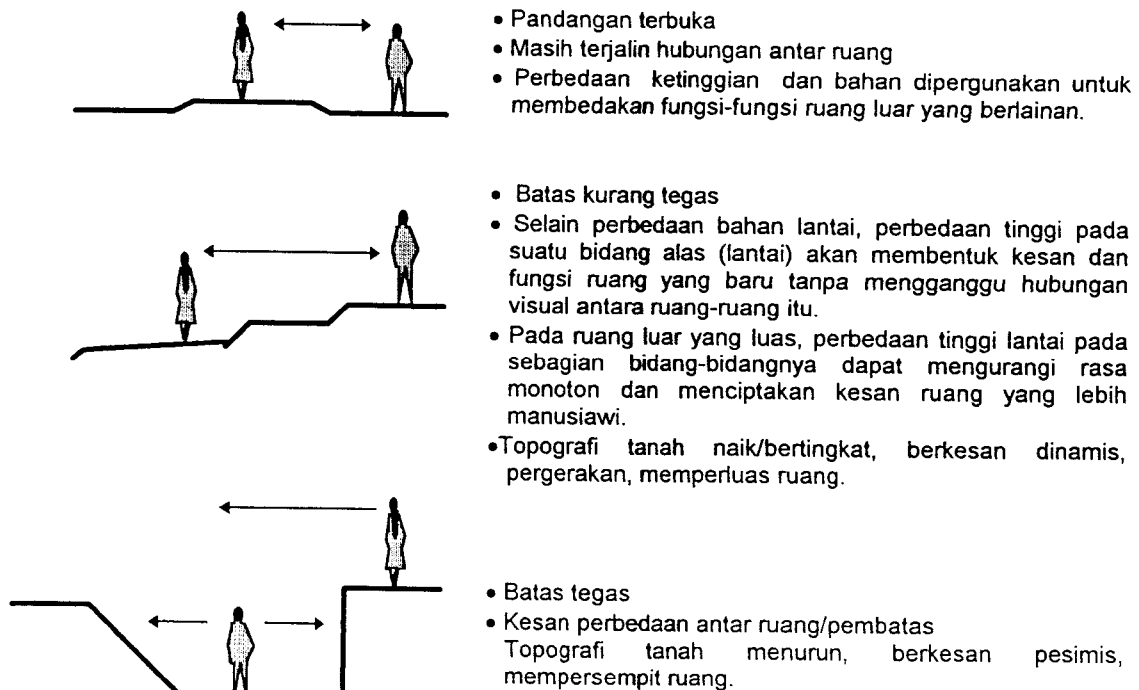 • Pandangan terbuka
• Masih terjalin hubungan antar ruang
• Perbedaan ketinggian dan bahan dipergunakan untuk
membedakan fungsi-fungsi ruang luar yang berlainan.
• Batas kurang tegas
• Selain perbedaan bahan lantai, perbedaan tinggi pada
suatu bidang alas (lantai) akan membentuk kesan dan
fungsi ruang yang baru tanpa mengganggu hubungan
visual antara ruang-ruang itu.
• Pada ruang luar yang luas, perbedaan tinggi lantai pada
sebagian bidang-bidangnya dapat mengurangi rasa
monoton dan menciptakan kesan ruang yang lebih
manusiawi.
•Topografi tanah naik/bertingkat, berkesan dinamis,
pergerakan, memperluas ruang.
• Batas tegas
• Kesan perbedaan antar ruang/pembatas
Topografi tanah menurun, berkesan pesimis,
mempersempit ruang.